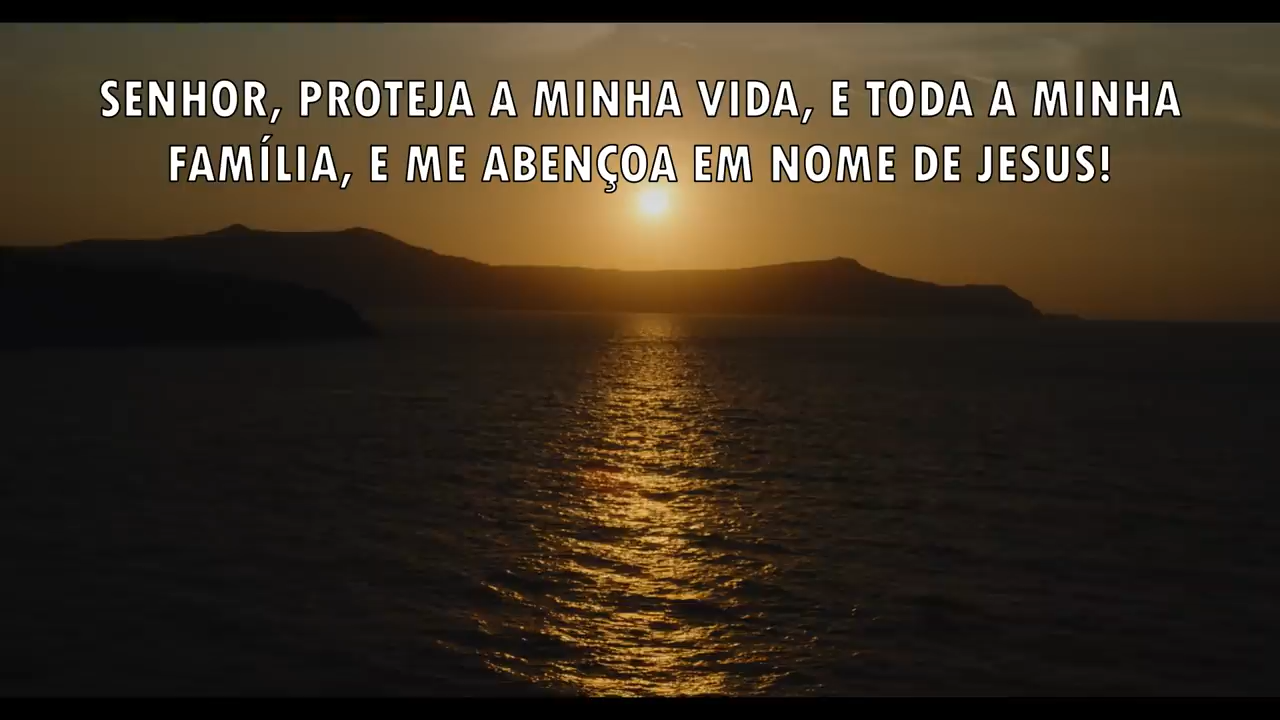 SENHOR, PROTEJA A MINHA VIDA, E TODA A MINHA
FAMÍLIA, E ME ABENÇOA EM NOME DE JESUS!